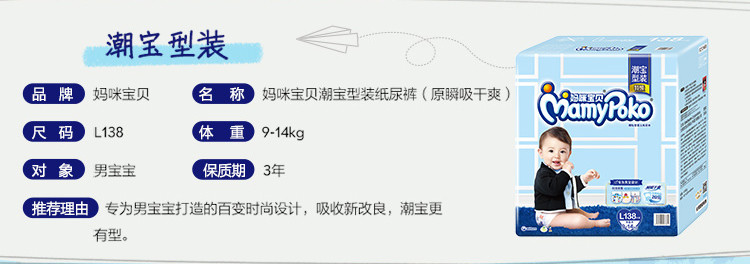 潮宝型装
品 牌 妈咪宝贝 名 称 妈咪宝贝潮宝型装纸尿裤（原瞬吸干爽）
尺 码 L138 体 重 9-14kg
对 象 男宝宝 保质期 3年
推荐理由 专为男宝宝打造的百变时尚设计，吸收新改良，潮宝更
有型。
潮宝
型装
妈咪宝贝
MamyPoko
L138